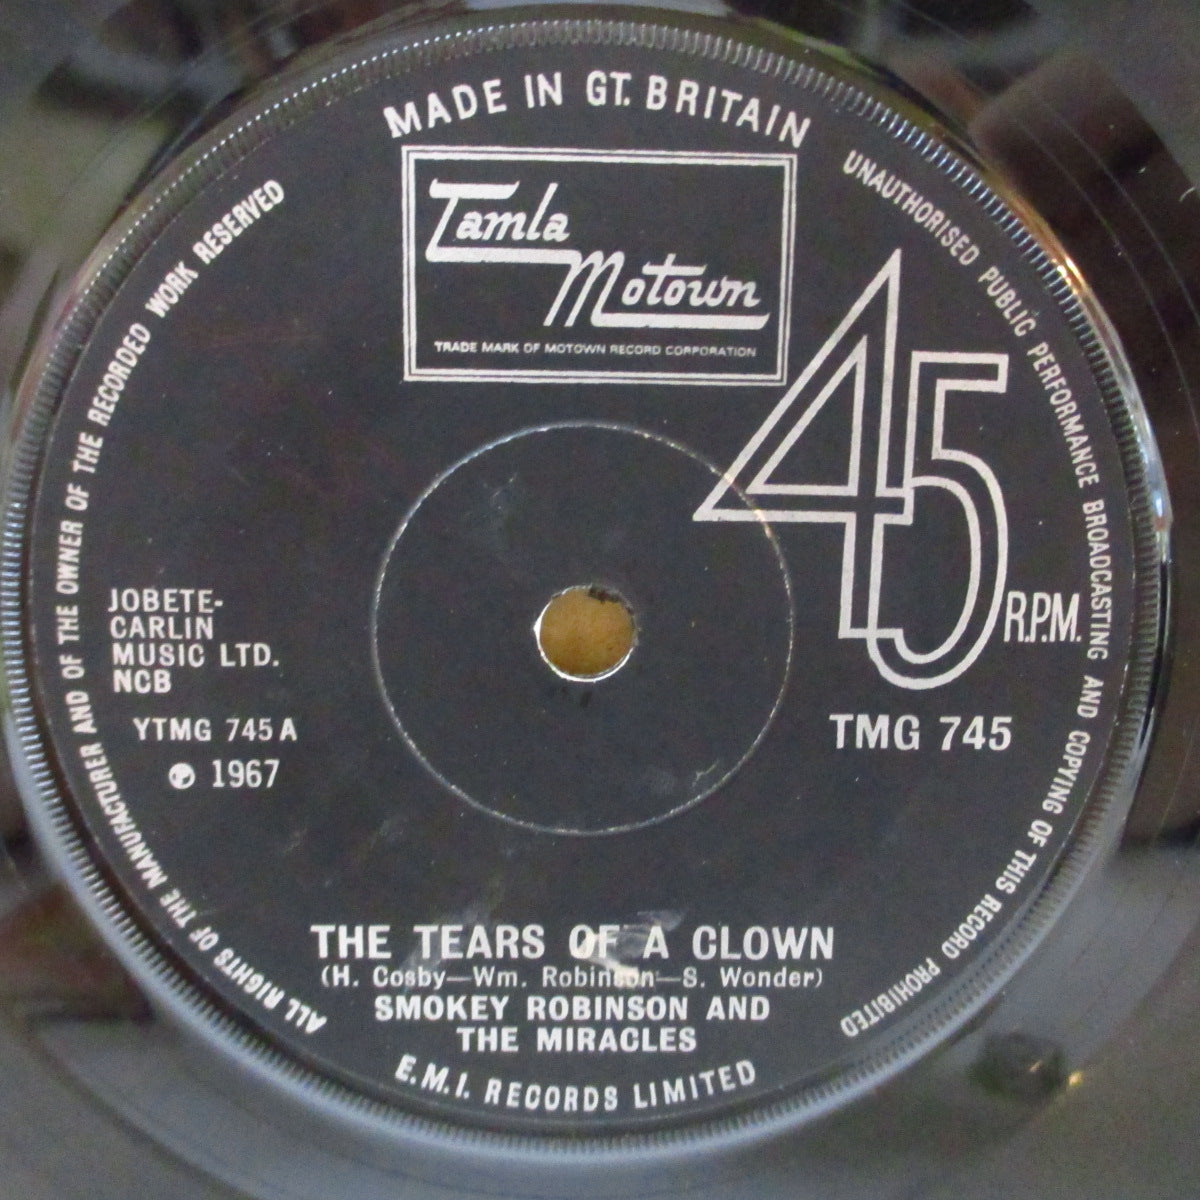 MADE IN GT. BRITAIN
Tamla
Motown
TRADE MARK OF MOTOWN RECORD CORPORATION
UNAUTHORISED PUBLIC PERFORMANCE BROADCASTING AND COPYING OF THIS RECORD PROHIBITED
45
R.P.M.
JOBETE-
CARLIN
MUSIC LTD.
NCB
YTMG 745 A
℗ 1967
TMG 745
THE TEARS OF A CLOWN
(H. Cosby—Wm. Robinson—S. Wonder)
SMOKEY ROBINSON AND
THE MIRACLES
E.M.I. RECORDS LIMITED
ALL RIGHTS OF THE MANUFACTURER AND OF THE OWNER OF THE RECORDED WORK RESERVED